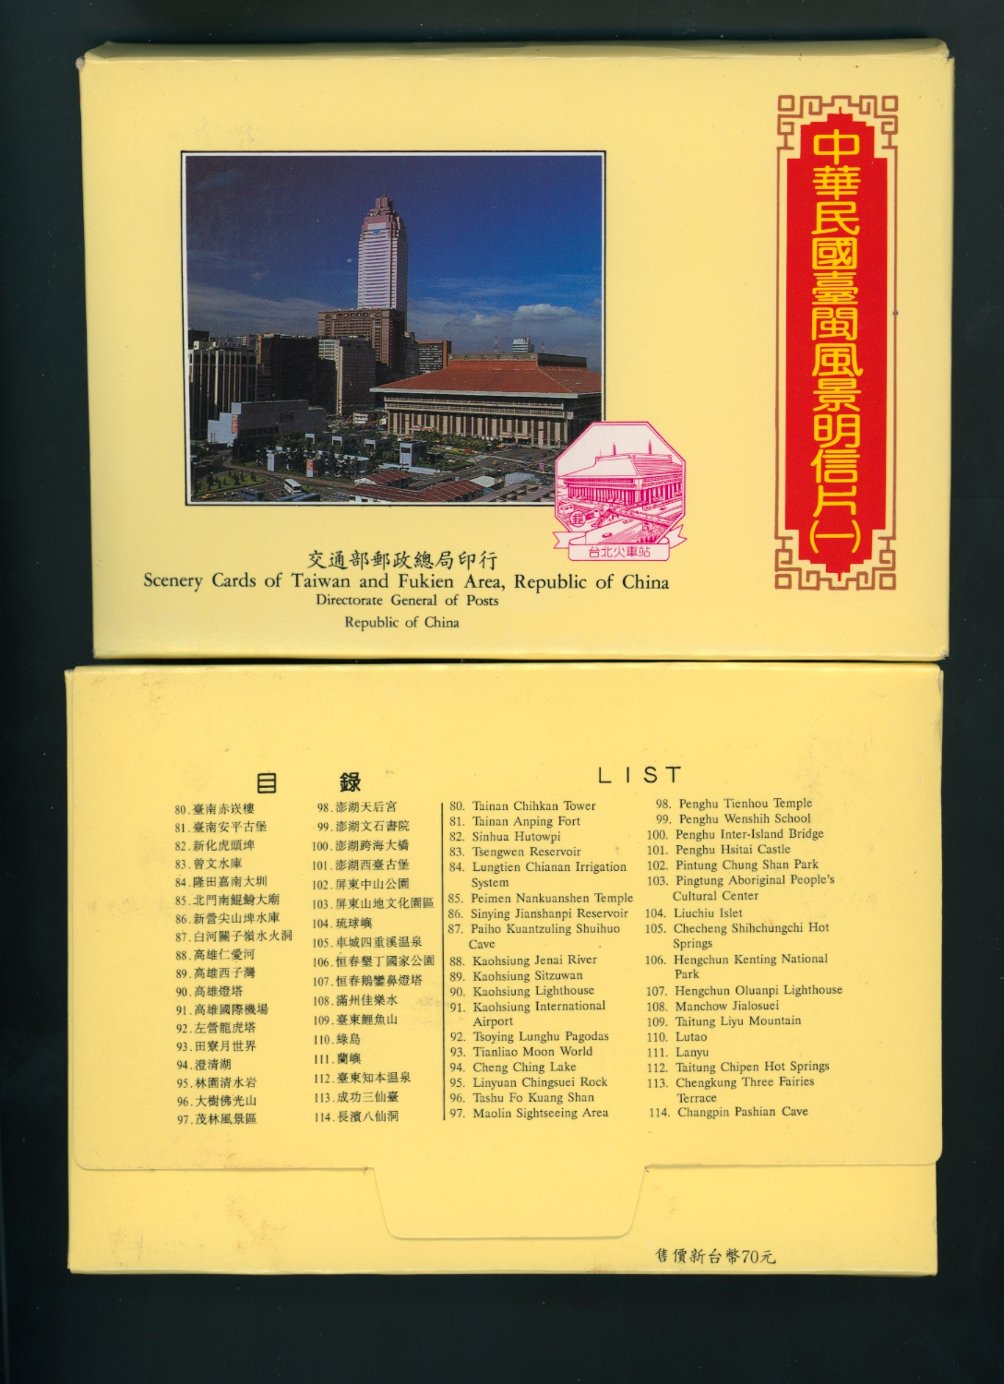 中華民國臺閩風景明信片(一)
郵
台北火車站
交通部郵政總局印行
Scenery Cards of Taiwan and Fukien Area, Republic of China
Directorate General of Posts
Republic of China
目 錄
80.臺南赤崁樓
81.臺南安平古堡
82.新化虎頭埤
83.曾文水庫
84.隆田嘉南大圳
85.北門南鯤鯓大廟
86.新營尖山埤水庫
87.白河關子嶺水火洞
88.高雄仁愛河
89.高雄西子灣
90.高雄燈塔
91.高雄國際機場
92.左營龍虎塔
93.田寮月世界
94.澄清湖
95.林園清水岩
96.大樹佛光山
97.茂林風景區
98.澎湖天后宮
99.澎湖文石書院
100.澎湖跨海大橋
101.澎湖西臺古堡
102.屏東中山公園
103.屏東山地文化園區
104.琉球嶼
105.車城四重溪温泉
106.恒春墾丁國家公園
107.恒春鵝鑾鼻燈塔
108.滿州佳樂水
109.臺東鯉魚山
110.綠島
111.蘭嶼
112.臺東知本温泉
113.成功三仙臺
114.長濱八仙洞
LIST
80. Tainan Chihkan Tower
81. Tainan Anping Fort
82. Sinhua Hutowpi
83. Tsengwen Reservoir
84. Lungtien Chianan Irrigation
System
85. Peimen Nankuanshen Temple
86. Sinying Jianshanpi Reservoir
87. Paiho Kuantzuling Shuihuo
Cave
88. Kaohsiung Jenai River
89. Kaohsiung Sitzuwan
90. Kaohsiung Lighthouse
91. Kaohsiung International
Airport
92. Tsoying Lunghu Pagodas
93. Tianliao Moon World
94. Cheng Ching Lake
95. Linyuan Chingsuei Rock
96. Tashu Fo Kuang Shan
97. Maolin Sightseeing Area
98. Penghu Tienhou Temple
99. Penghu Wenshih School
100. Penghu Inter-Island Bridge
101. Penghu Hsitai Castle
102. Pintung Chung Shan Park
103. Pingtung Aboriginal People's
Cultural Center
104. Liuchiu Islet
105. Checheng Shihchungchi Hot
Springs
106. Hengchun Kenting National
Park
107. Hengchun Oluanpi Lighthouse
108. Manchow Jialosuei
109. Taitung Liyu Mountain
110. Lutao
111. Lanyu
112. Taitung Chipen Hot Springs
113. Chengkung Three Fairies
Terrace
114. Changpin Pashian Cave
售價新台幣70元